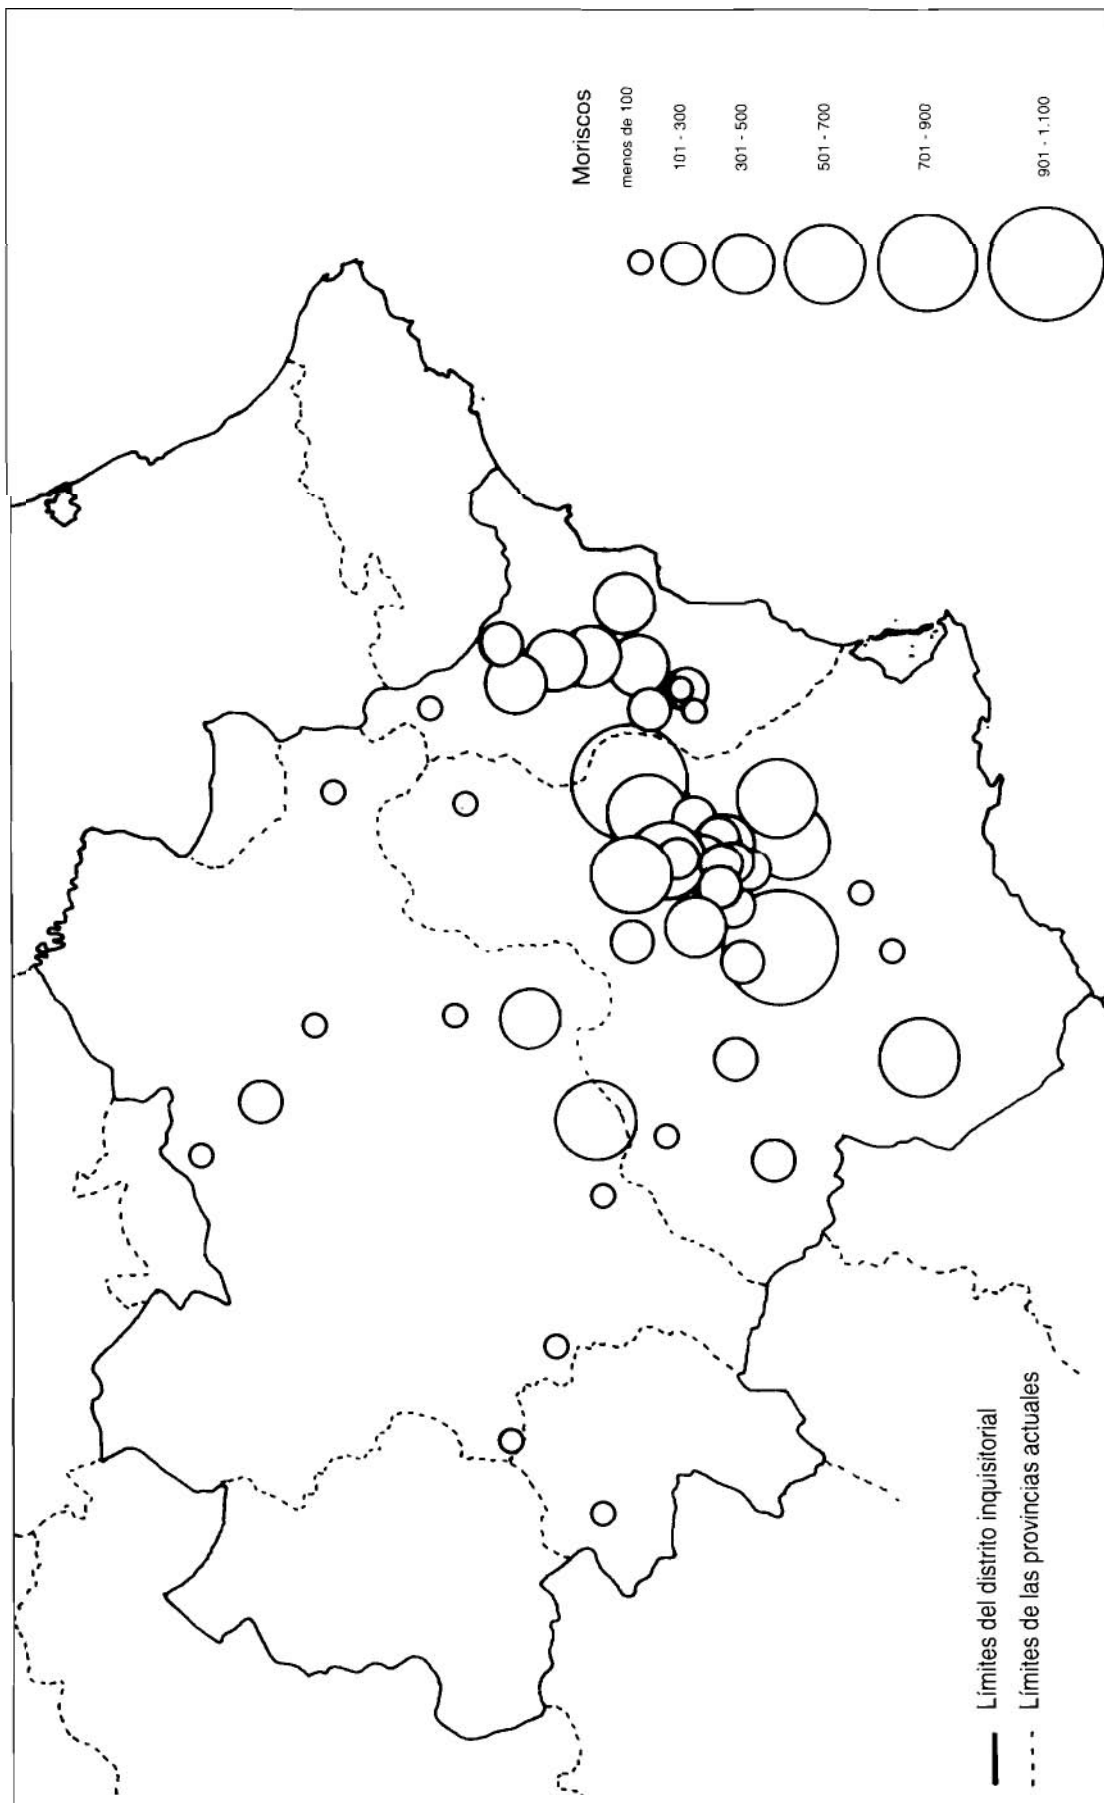 Moriscos
menos de 100
101 - 300
301 - 500
501 - 700
701 - 900
901 - 1.100
Límites del distrito inquisitorial
Límites de las provincias actuales